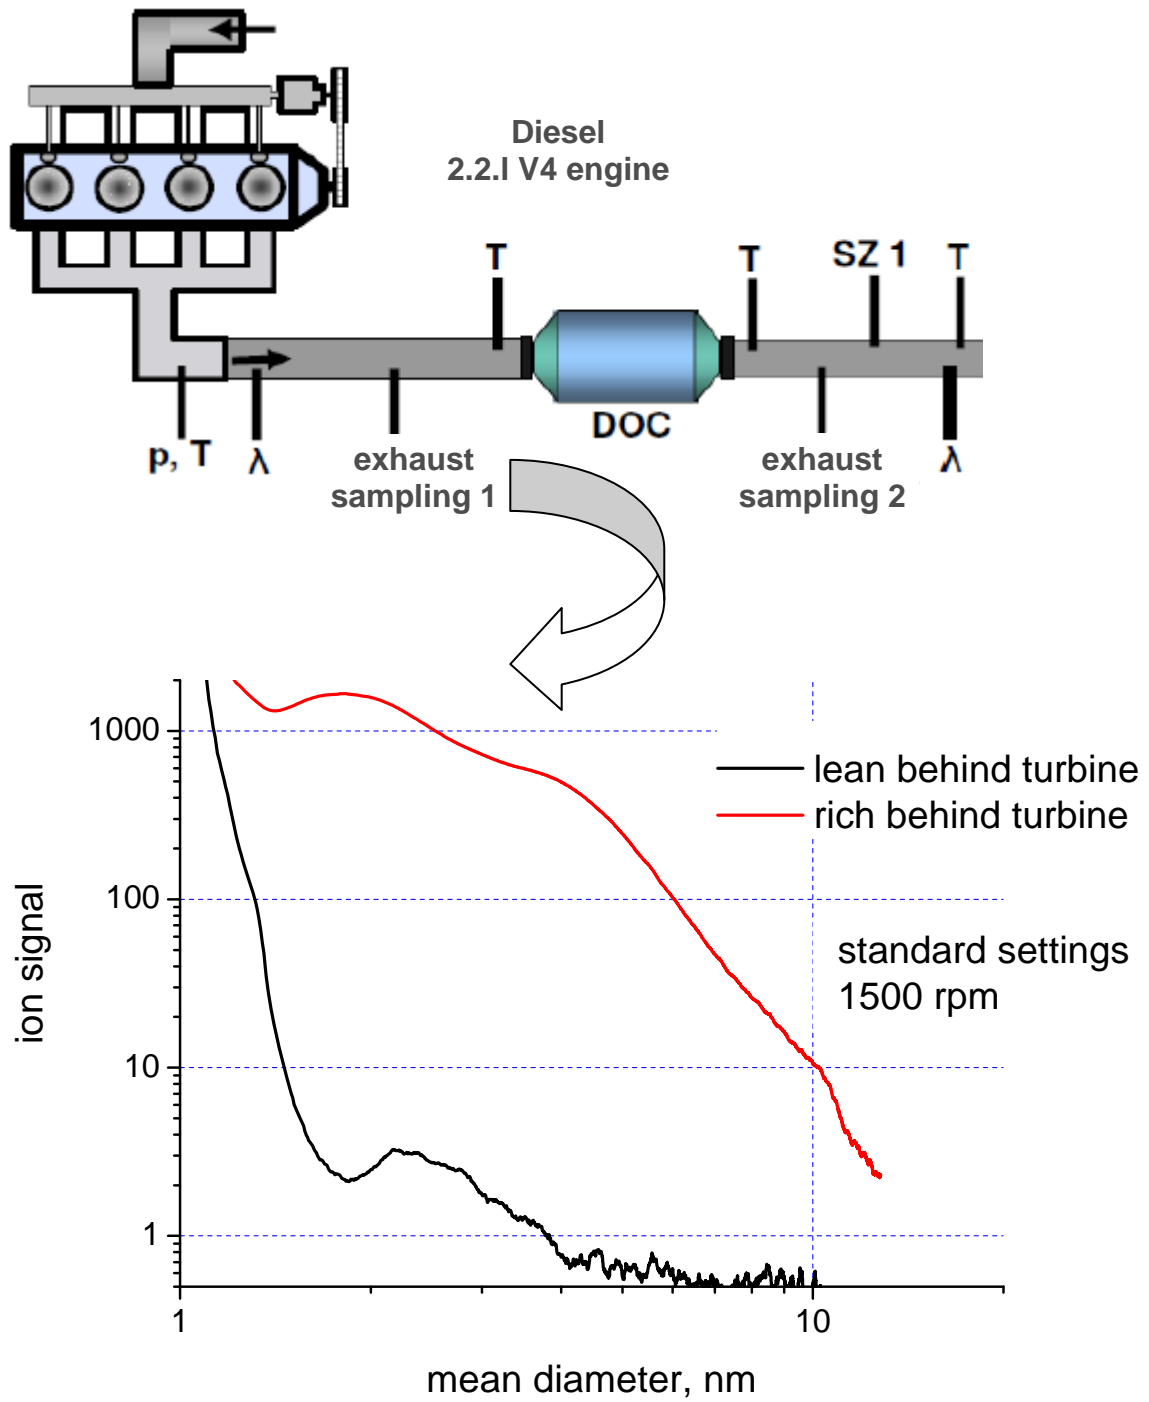 Diesel
2.2.l V4 engine
T
T
SZ 1
T
DOC
p, T
λ
exhaust
sampling 1
exhaust
sampling 2
λ
1000
100
10
1
ion signal
lean behind turbine
rich behind turbine
standard settings
1500 rpm
1
10
mean diameter, nm